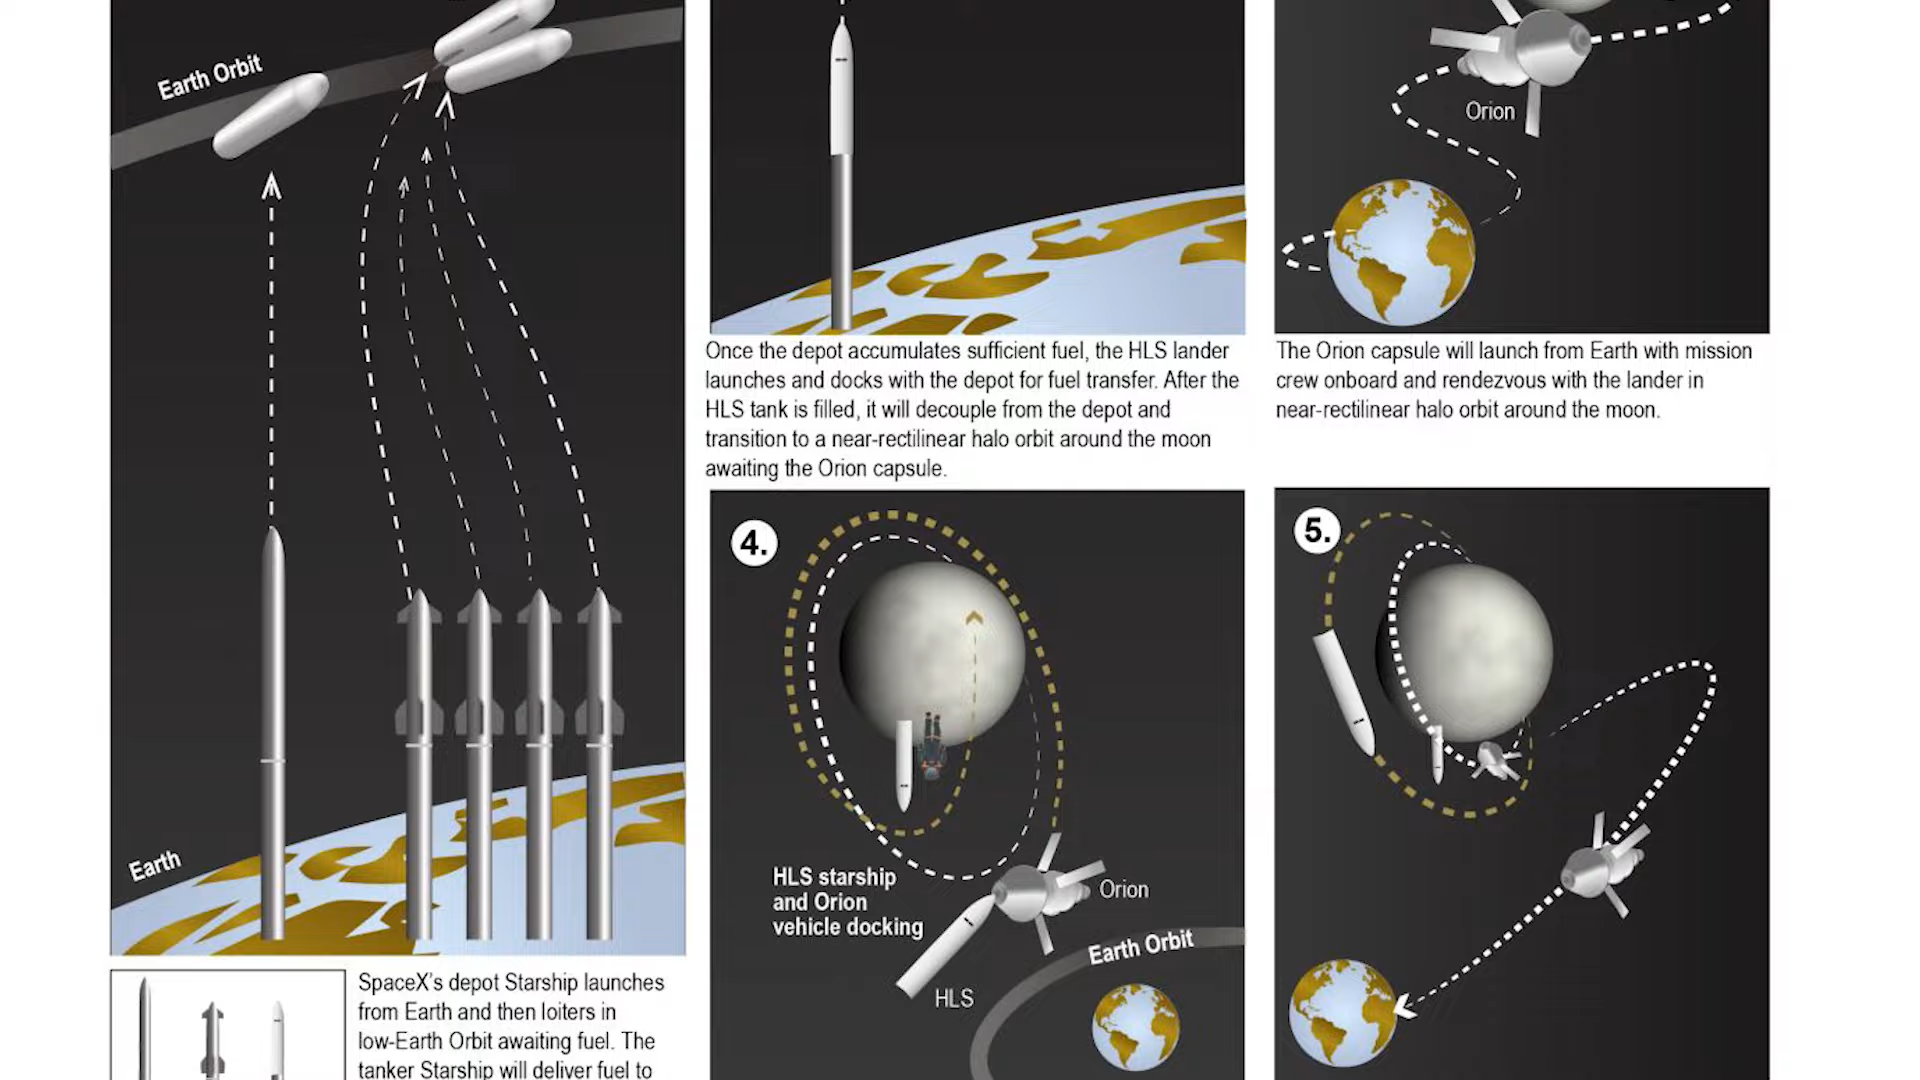 Earth Orbit
Earth
SpaceX's depot Starship launches
from Earth and then loiters in
low-Earth Orbit awaiting fuel. The
tanker Starship will deliver fuel to
Once the depot accumulates sufficient fuel, the HLS lander
launches and docks with the depot for fuel transfer. After the
HLS tank is filled, it will decouple from the depot and
transition to a near-rectilinear halo orbit around the moon
awaiting the Orion capsule.
Orion
The Orion capsule will launch from Earth with mission
crew onboard and rendezvous with the lander in
near-rectilinear halo orbit around the moon.
4.
HLS starship
and Orion
vehicle docking
Orion
HLS
Earth Orbit
5.